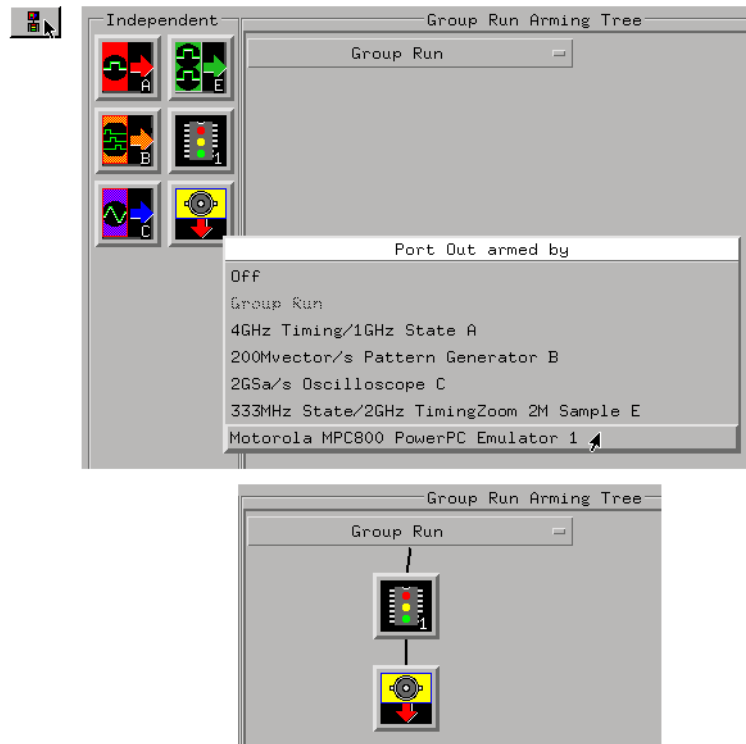 Independent
Group Run Arming Tree
Group Run
A
E
B
1
C
Port Out armed by
Off
Group Run
4GHz Timing/1GHz State A
200Mvector/s Pattern Generator B
2GSa/s Oscilloscope C
333MHz State/2GHz TimingZoom 2M Sample E
Motorola MPC800 PowerPC Emulator 1
Group Run Arming Tree
Group Run
1